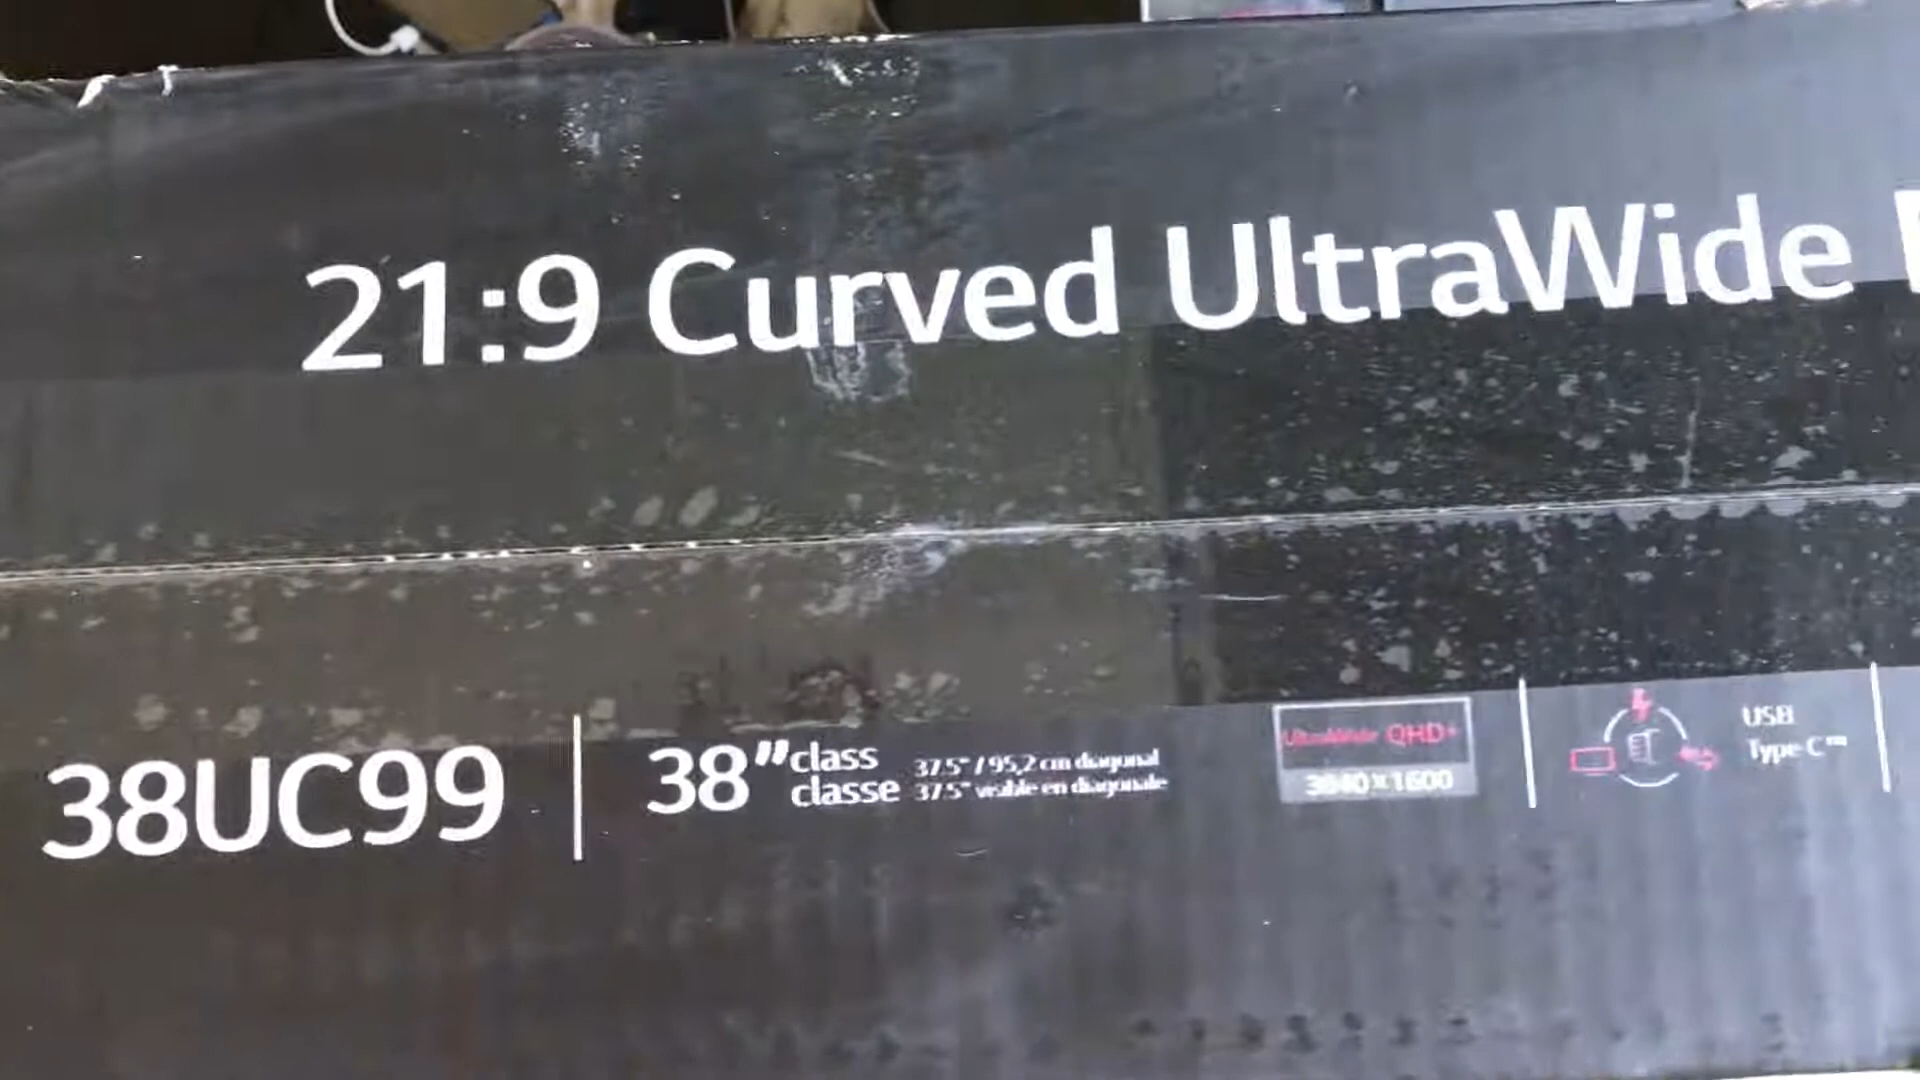 21:9 Curved UltraWide
38UC99
38" class
classe
37.5" / 95,2 cm diagonal
37.5" visible en diagonale
UltraWide QHD+
3840 x 1600
USB
Type C™